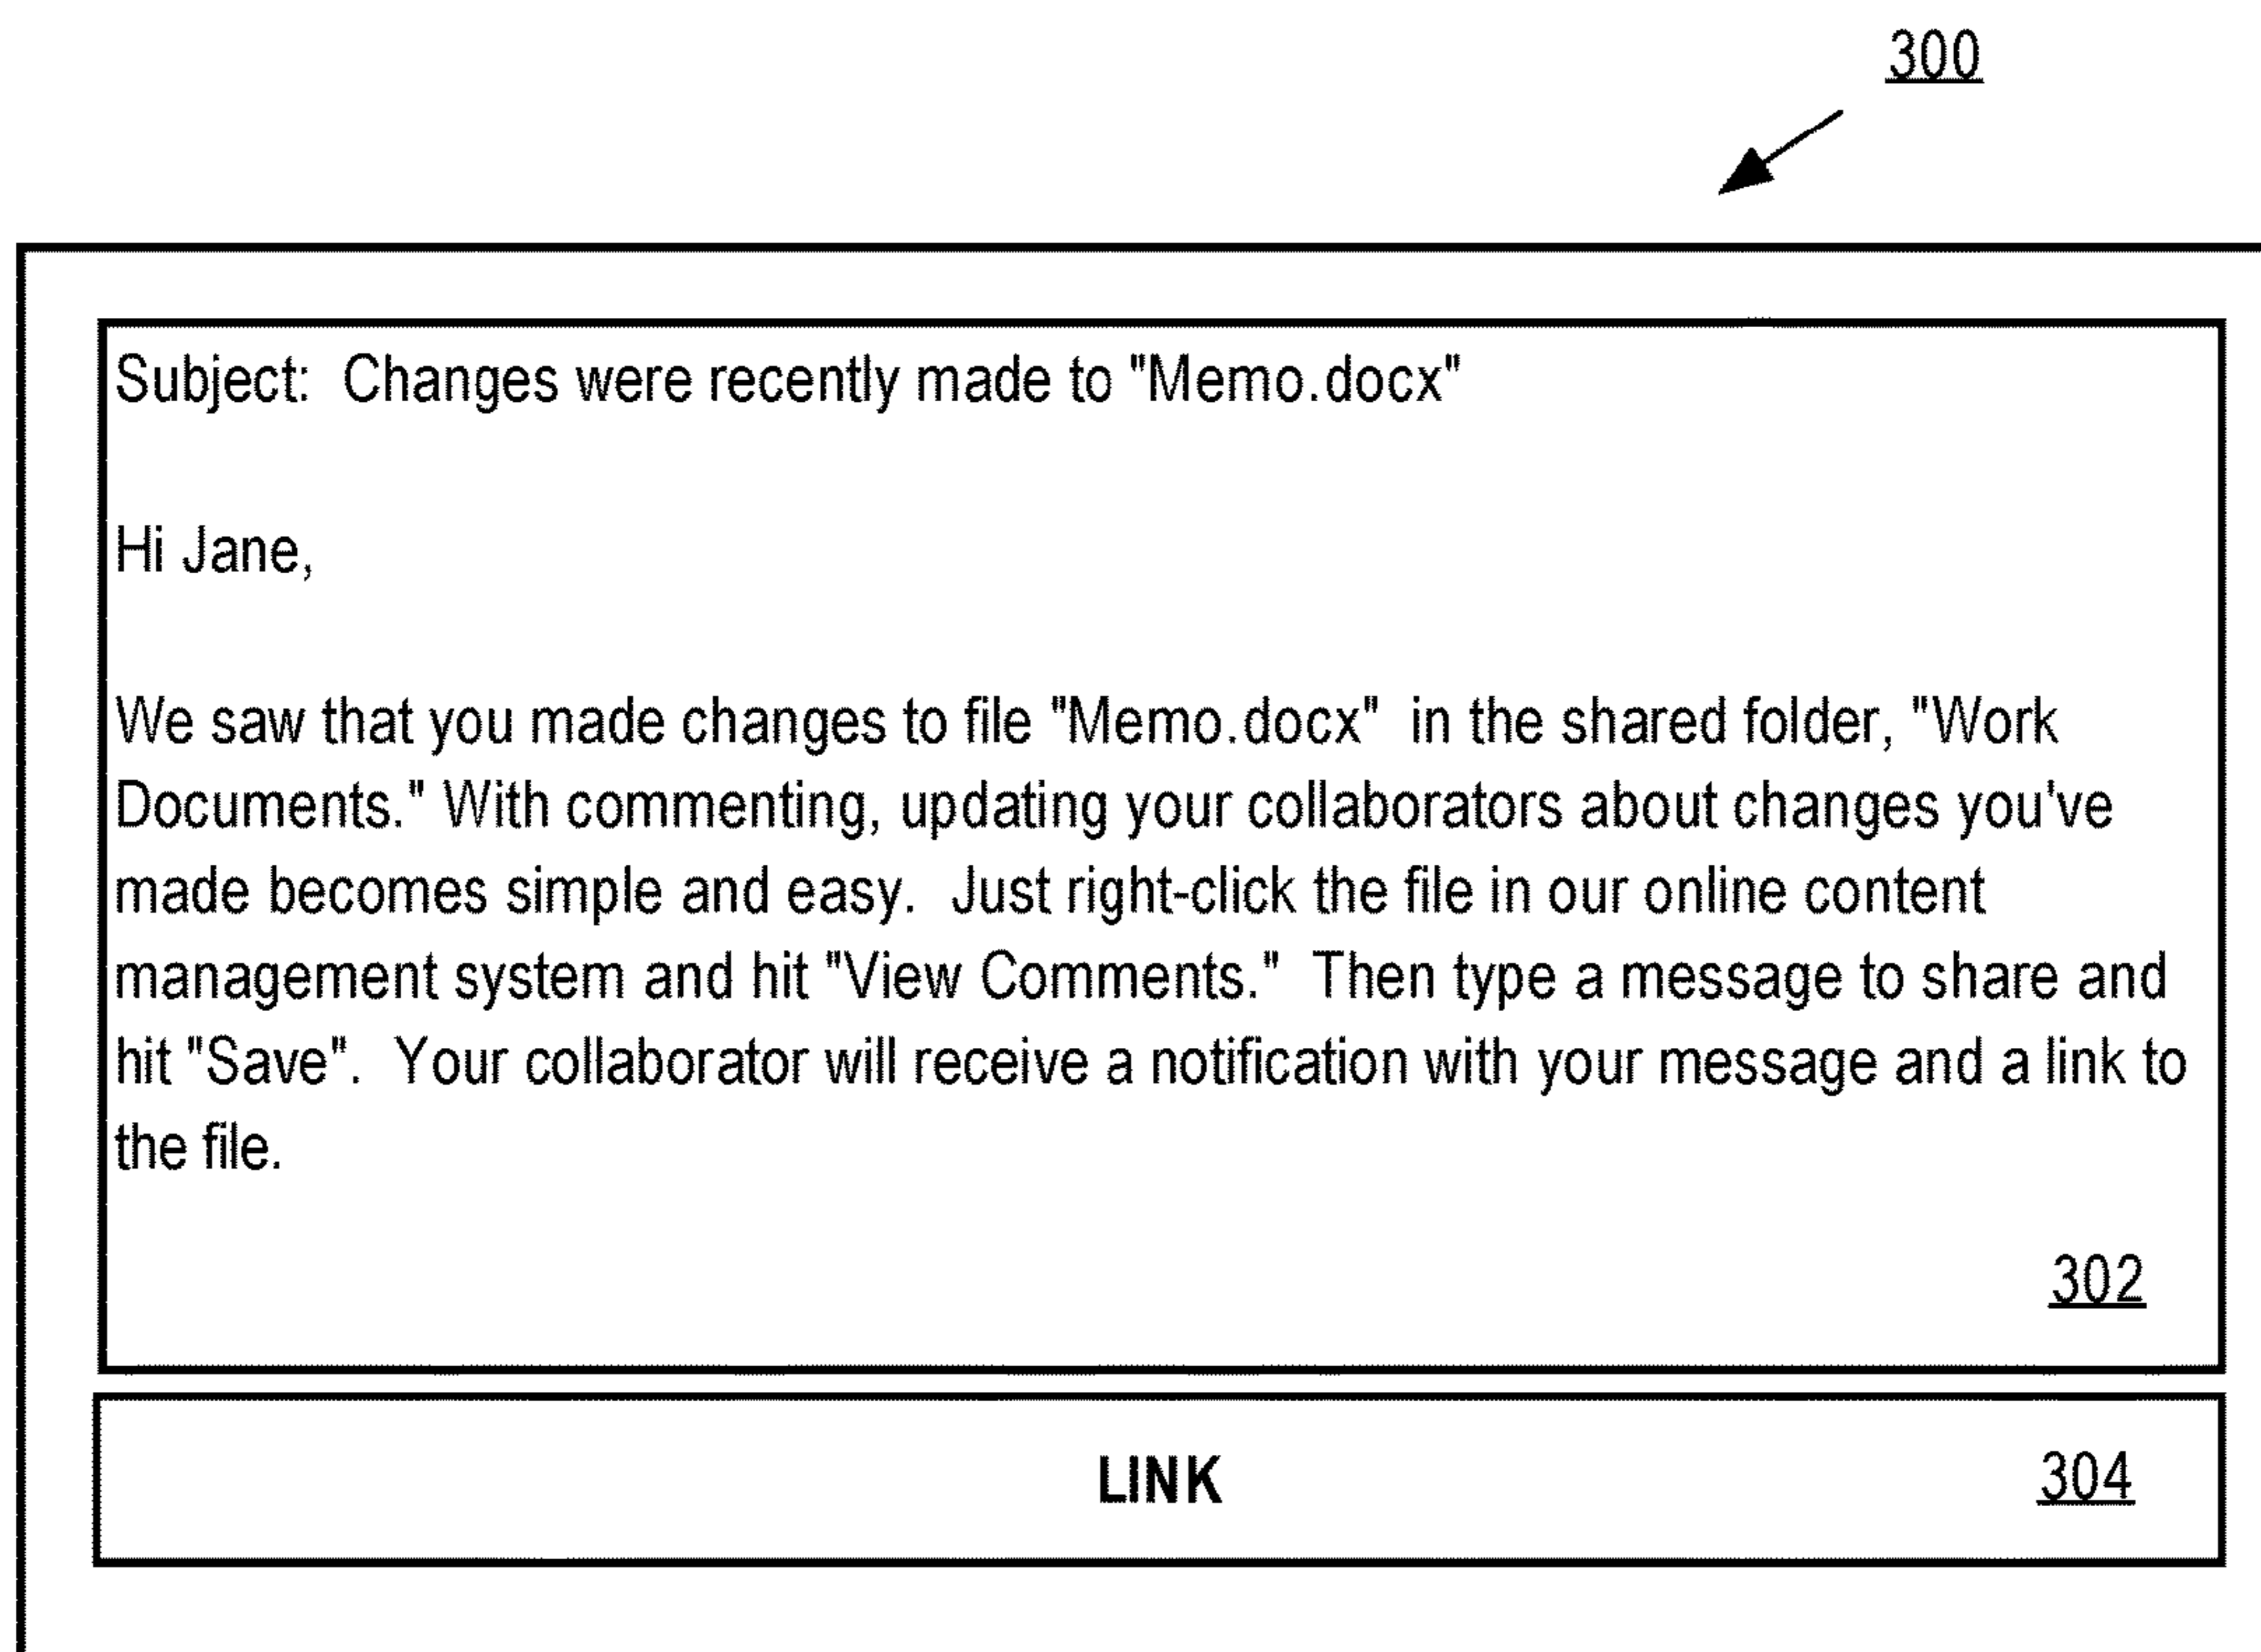 300
Subject:  Changes were recently made to "Memo.docx"
Hi Jane,
We saw that you made changes to file "Memo.docx"  in the shared folder, "Work
Documents." With commenting, updating your collaborators about changes you've
made becomes simple and easy.  Just right-click the file in our online content
management system and hit "View Comments."  Then type a message to share and
hit "Save".  Your collaborator will receive a notification with your message and a link to
the file.
302
LINK 304